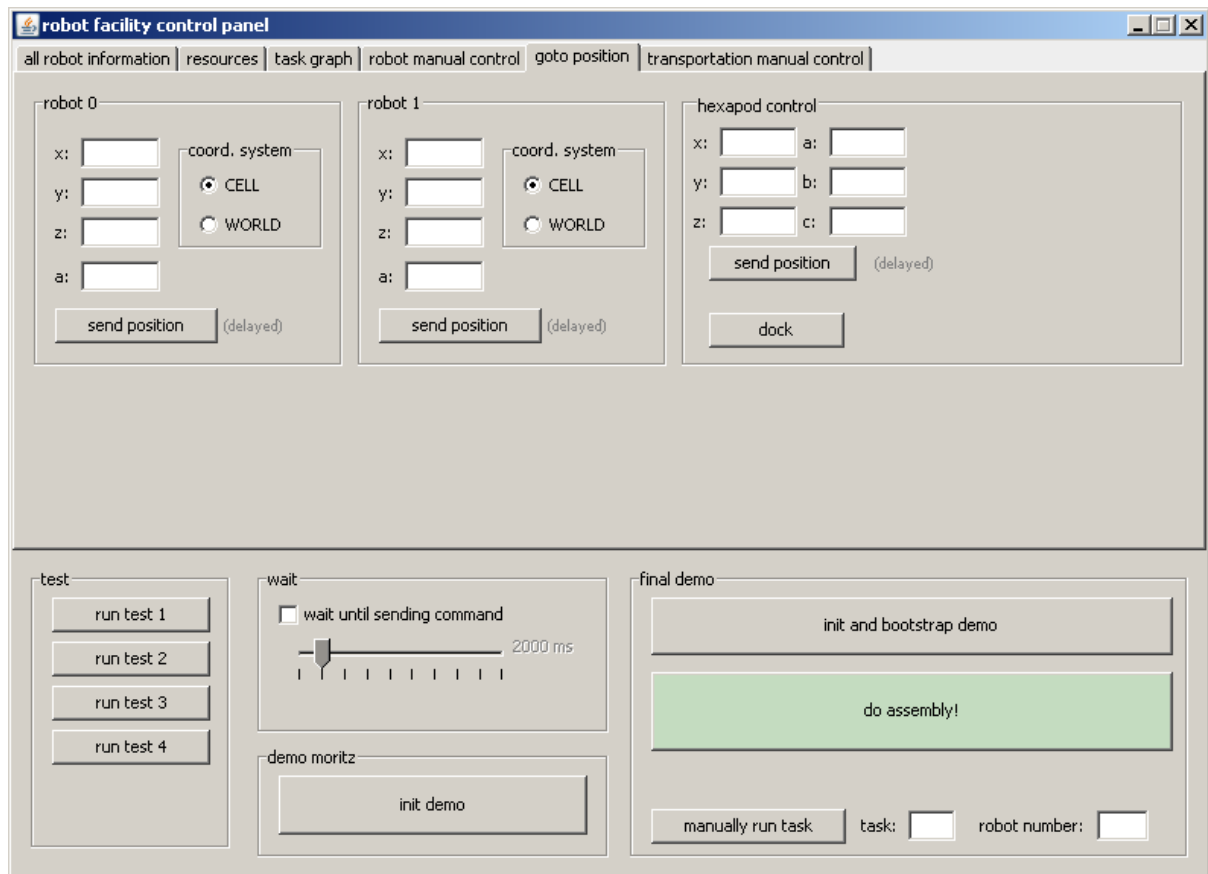 robot facility control panel
all robot information resources task graph robot manual control goto position transportation manual control
robot 0
x:
y:
z:
a:
coord. system
CELL
WORLD
send position (delayed)
robot 1
x:
y:
z:
a:
coord. system
CELL
WORLD
send position (delayed)
hexapod control
x: a:
y: b:
z: c:
send position (delayed)
dock
test
run test 1
run test 2
run test 3
run test 4
wait
wait until sending command
2000 ms
demo moritz
init demo
final demo
init and bootstrap demo
do assembly!
manually run task task: robot number: